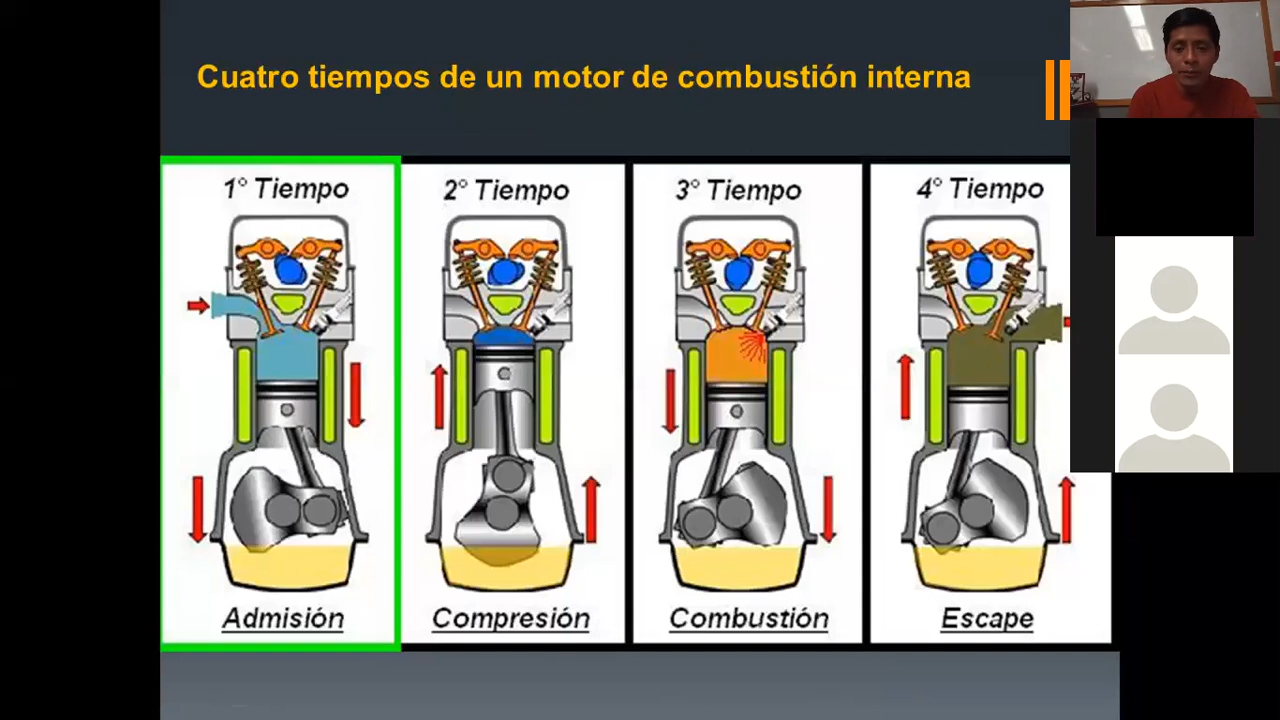 Cuatro tiempos de un motor de combustión interna
1° Tiempo
2° Tiempo
3° Tiempo
4° Tiempo
Admisión
Compresión
Combustión
Escape